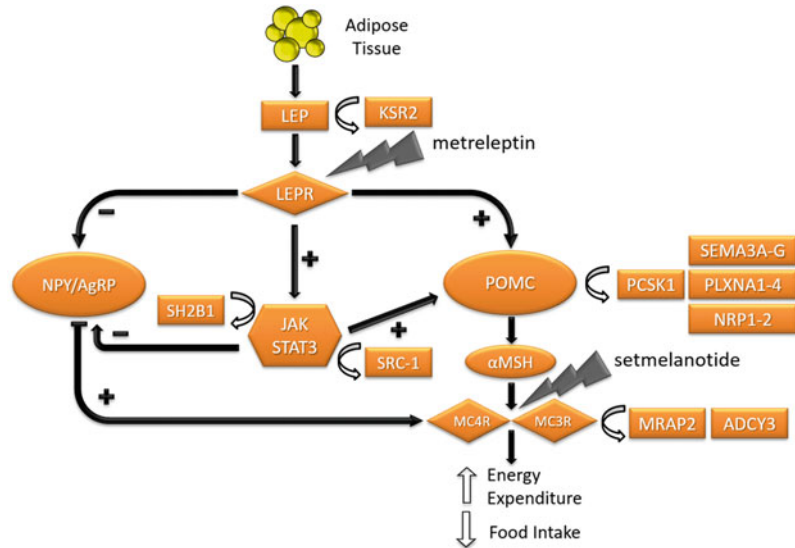 Adipose
Tissue
LEP
KSR2
metreleptin
LEPR
−
+
+
NPY/AgRP
POMC
SEMA3A-G
PCSK1
PLXNA1-4
NRP1-2
SH2B1
JAK
STAT3
−
+
SRC-1
αMSH
setmelanotide
+
MC4R
MC3R
MRAP2
ADCY3
Energy
Expenditure
Food Intake